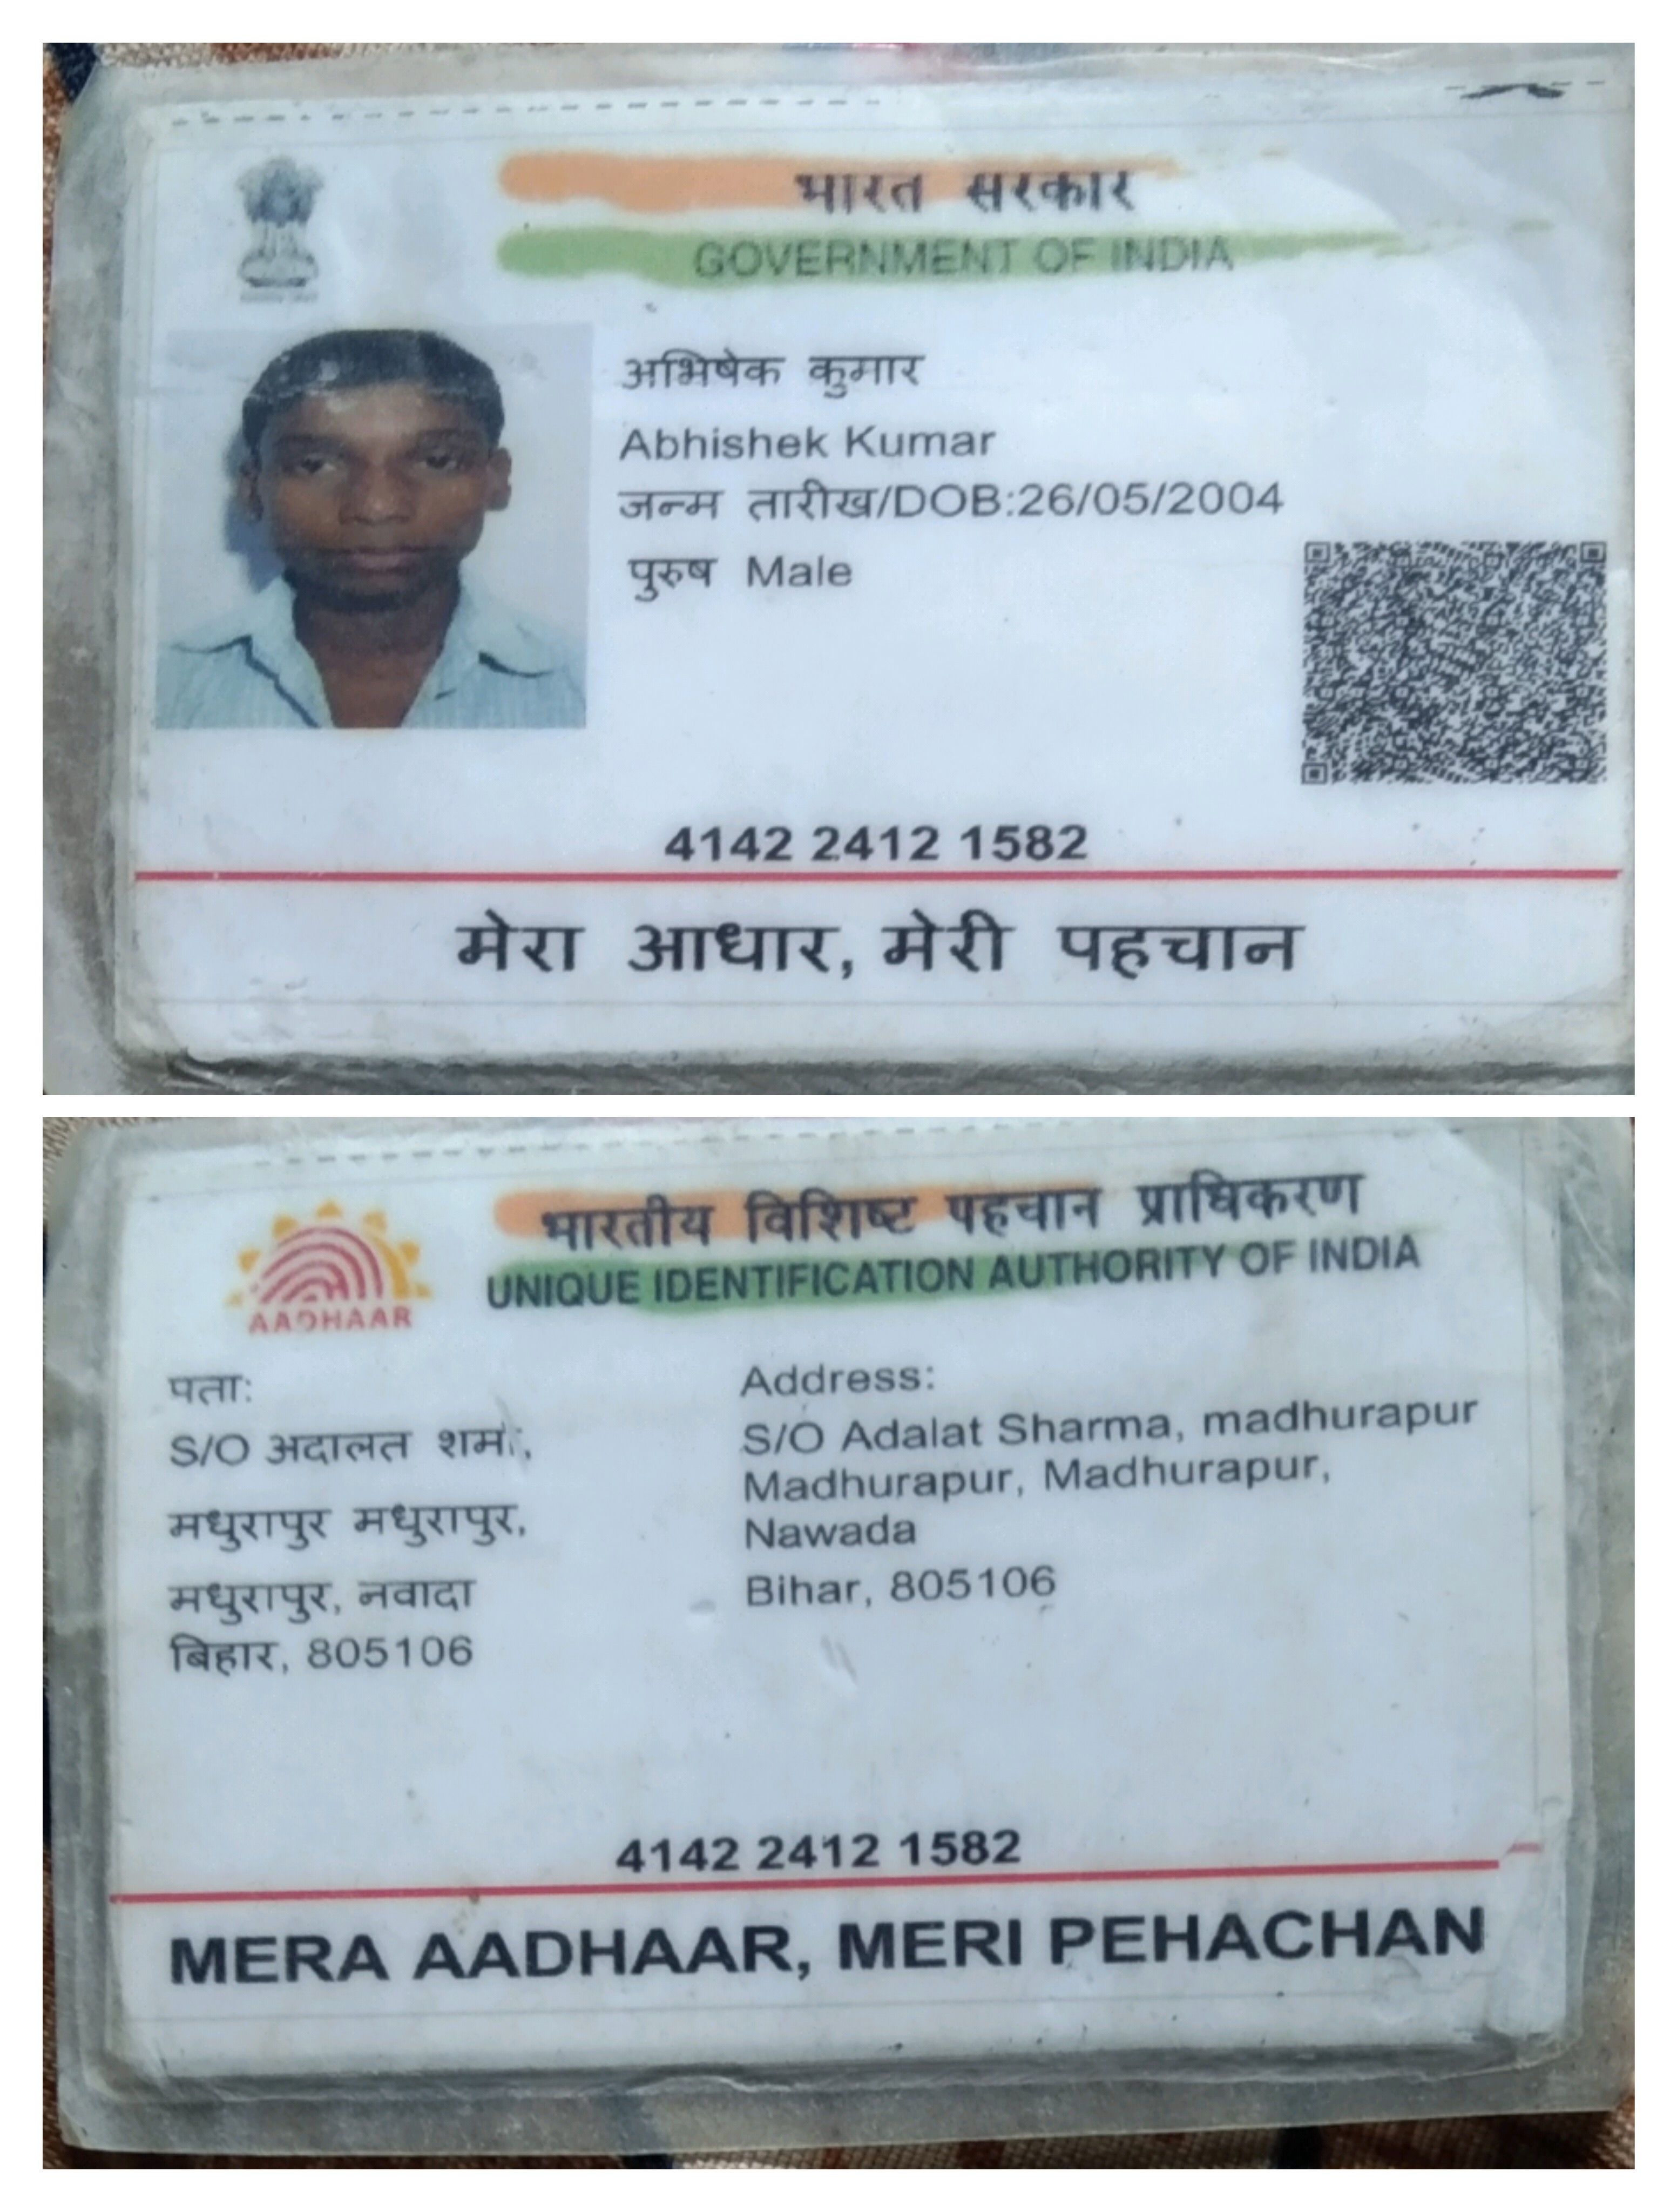 भारत सरकार
GOVERNMENT OF INDIA
अभिषेक कुमार
Abhishek Kumar
जन्म तारीख/DOB:26/05/2004
पुरुष Male
4142 2412 1582
मेरा आधार, मेरी पहचान
भारतीय विशिष्ट पहचान प्राधिकरण
UNIQUE IDENTIFICATION AUTHORITY OF INDIA
AADHAAR
पता:
S/O अदालत शर्मा,
मधुरापुर मधुरापुर,
मधुरापुर, नवादा
बिहार, 805106
Address:
S/O Adalat Sharma, madhurapur
Madhurapur, Madhurapur,
Nawada
Bihar, 805106
4142 2412 1582
MERA AADHAAR, MERI PEHACHAN